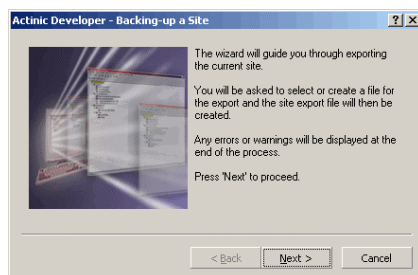 Actinic Developer - Backing-up a Site
The wizard will guide you through exporting
the current site.
You will be asked to select or create a file for
the export and the site export file will then be
created.
Any errors or warnings will be displayed at the
end of the process.
Press 'Next' to proceed.
< Back
Next >
Cancel